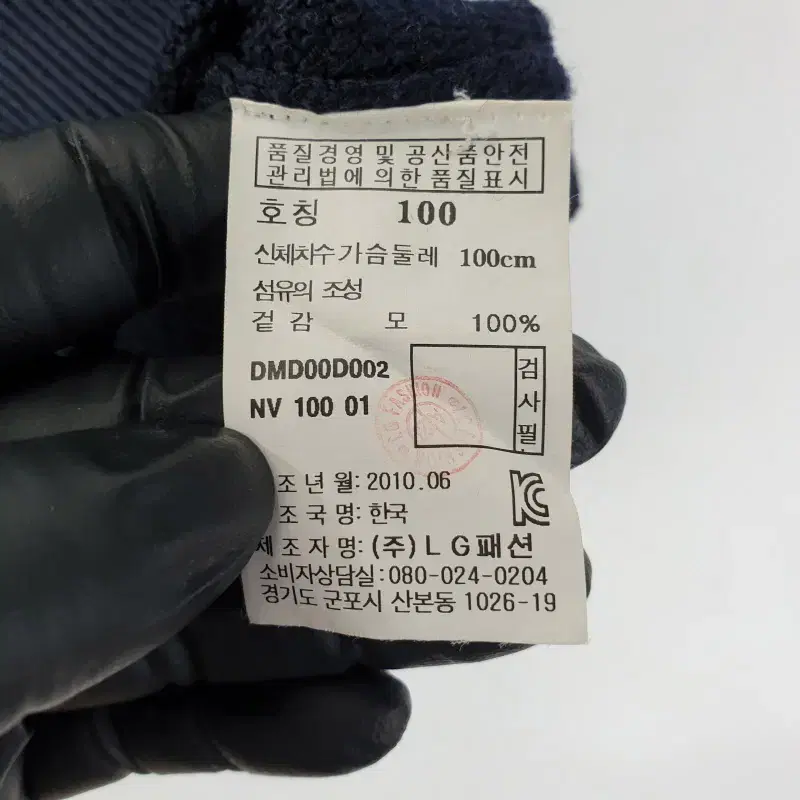 품질경영 및 공산품안전
관리법에 의한 품질표시
호칭 100
신체치수 가슴둘레 100cm
섬유의 조성
겉감 모 100%
DMD00D002
NV 100 01
검사필
LG FASION
조년월: 2010.06
조국명: 한국
제조자명: (주)LG패션
소비자상담실: 080-024-0204
경기도 군포시 산본동 1026-19